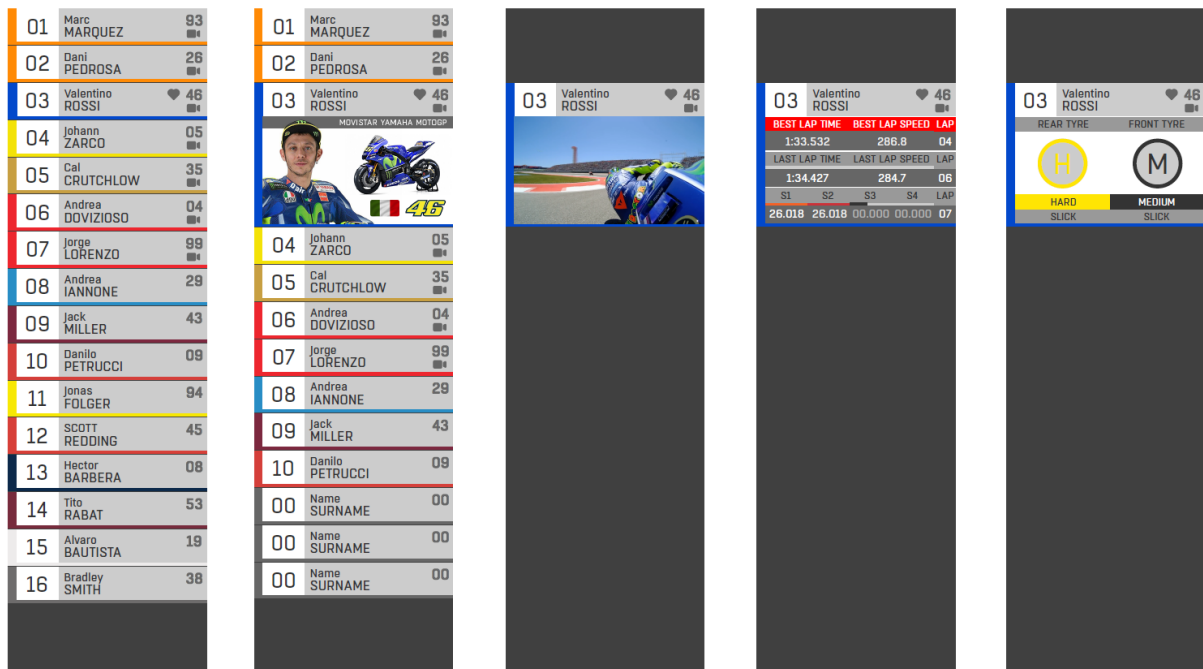 01 Marc 93
MARQUEZ
02 Dani 26
PEDROSA
03 Valentino 46
ROSSI
04 Johann 05
ZARCO
05 Cal 35
CRUTCHLOW
06 Andrea 04
DOVIZIOSO
07 Jorge 99
LORENZO
08 Andrea 29
IANNONE
09 Jack 43
MILLER
10 Danilo 09
PETRUCCI
11 Jonas 94
FOLGER
12 SCOTT 45
REDDING
13 Hector 08
BARBERA
14 Tito 53
RABAT
15 Alvaro 19
BAUTISTA
16 Bradley 38
SMITH
01 Marc 93
MARQUEZ
02 Dani 26
PEDROSA
03 Valentino 46
ROSSI
MOVISTAR YAMAHA MOTOGP
46
04 Johann 05
ZARCO
05 Cal 35
CRUTCHLOW
06 Andrea 04
DOVIZIOSO
07 Jorge 99
LORENZO
08 Andrea 29
IANNONE
09 Jack 43
MILLER
10 Danilo 09
PETRUCCI
00 Name 00
SURNAME
00 Name 00
SURNAME
00 Name 00
SURNAME
03 Valentino 46
ROSSI
03 Valentino 46
ROSSI
BEST LAP TIME BEST LAP SPEED LAP
1:33.532 286.8 04
LAST LAP TIME LAST LAP SPEED LAP
1:34.427 284.7 06
S1 S2 S3 S4 LAP
26.018 26.018 00.000 00.000 07
03 Valentino 46
ROSSI
REAR TYRE FRONT TYRE
H M
HARD MEDIUM
SLICK SLICK